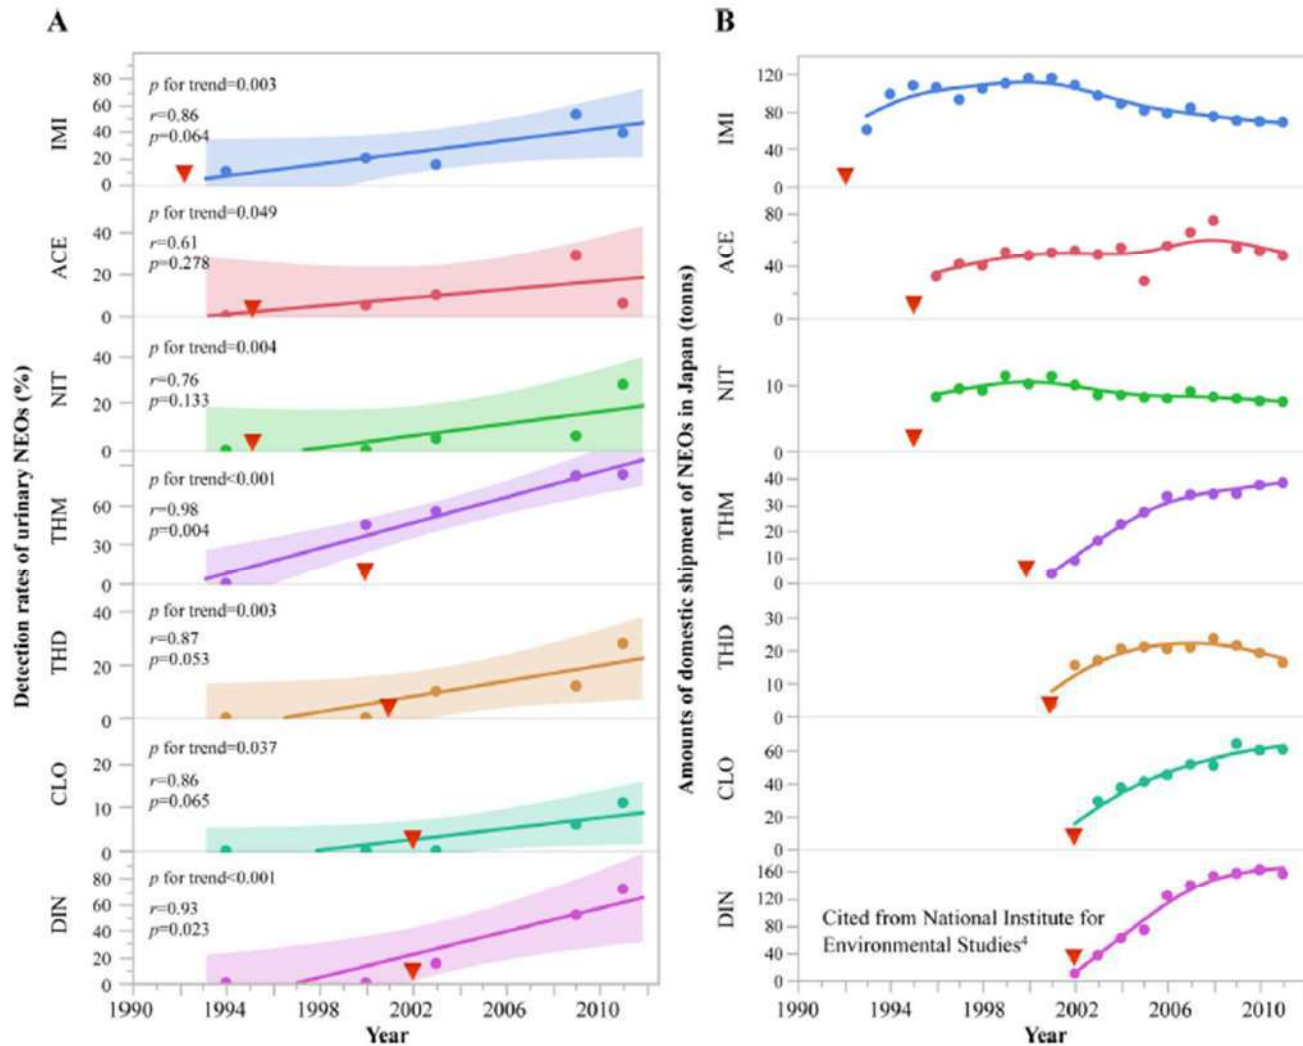 A
Detection rates of urinary NEOs (%)
IMI
80
60
40
20
0
p for trend=0.003
r=0.86
p=0.064
ACE
40
20
0
p for trend=0.049
r=0.61
p=0.278
NIT
40
20
0
p for trend=0.004
r=0.76
p=0.133
THM
60
30
0
p for trend<0.001
r=0.98
p=0.004
THD
40
20
0
p for trend=0.003
r=0.87
p=0.053
CLO
20
10
0
p for trend=0.037
r=0.86
p=0.065
DIN
80
60
40
20
0
p for trend<0.001
r=0.93
p=0.023
1990 1994 1998 2002 2006 2010
Year
B
Amounts of domestic shipment of NEOs in Japan (tonns)
IMI
120
80
40
0
ACE
80
40
0
NIT
10
0
THM
40
30
20
10
0
THD
30
20
10
0
CLO
60
40
20
0
DIN
160
120
80
40
0
Cited from National Institute for
Environmental Studies⁴
1990 1994 1998 2002 2006 2010
Year